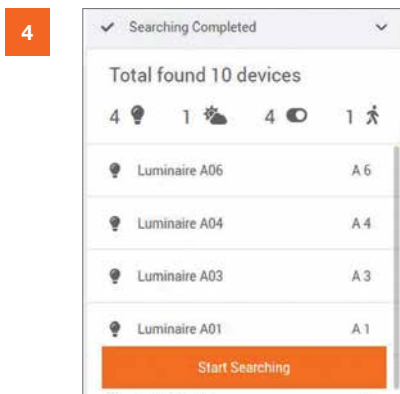 4
Searching Completed
Total found 10 devices
4 1 4 1
Luminaire A06 A 6
Luminaire A04 A 4
Luminaire A03 A 3
Luminaire A01 A 1
Start Searching